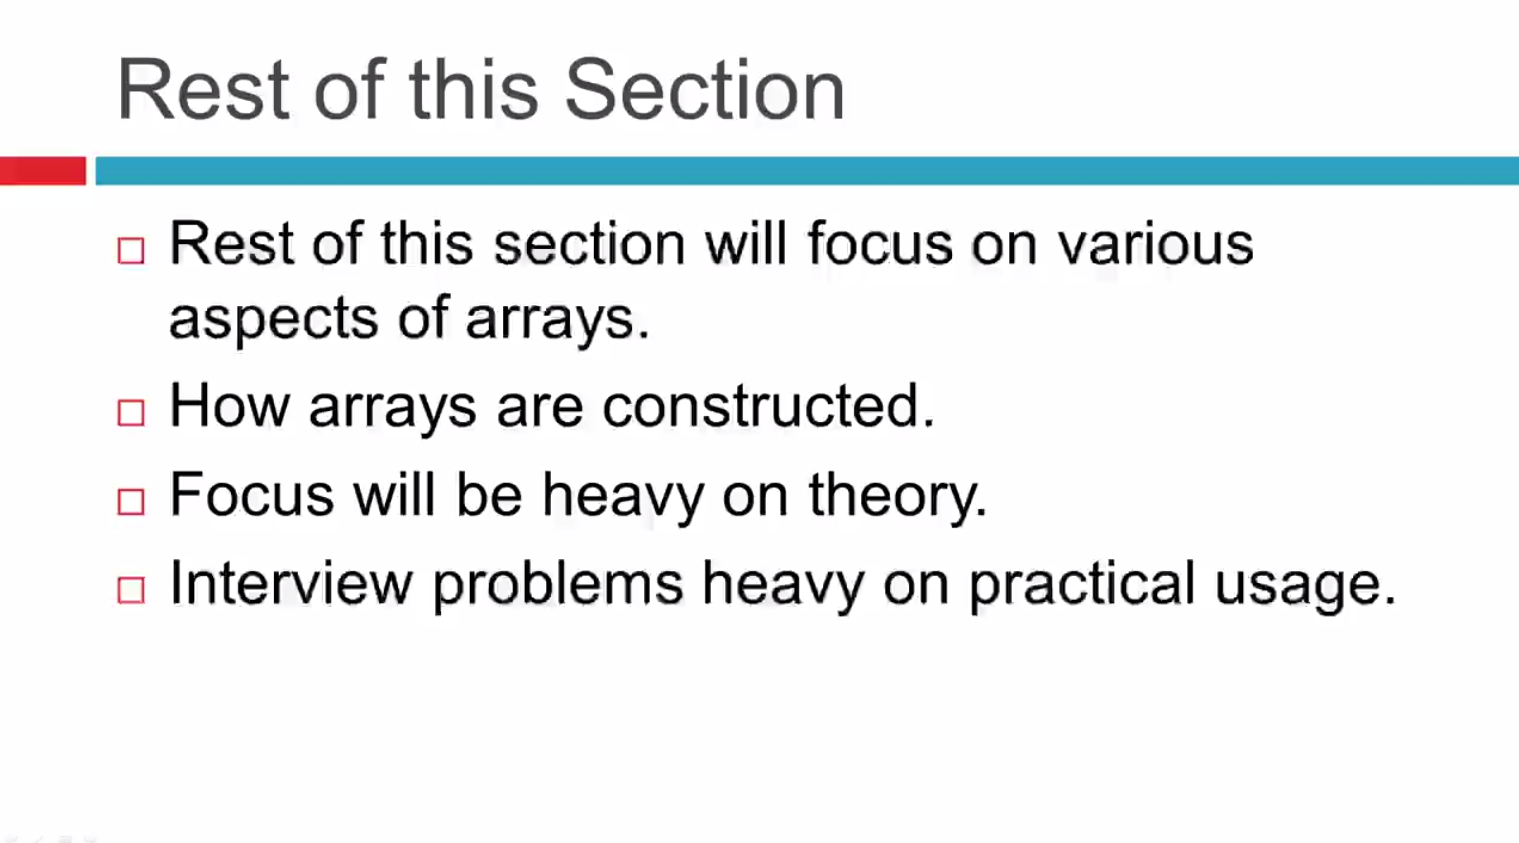 Rest of this Section
Rest of this section will focus on various
aspects of arrays.
How arrays are constructed.
Focus will be heavy on theory.
Interview problems heavy on practical usage.